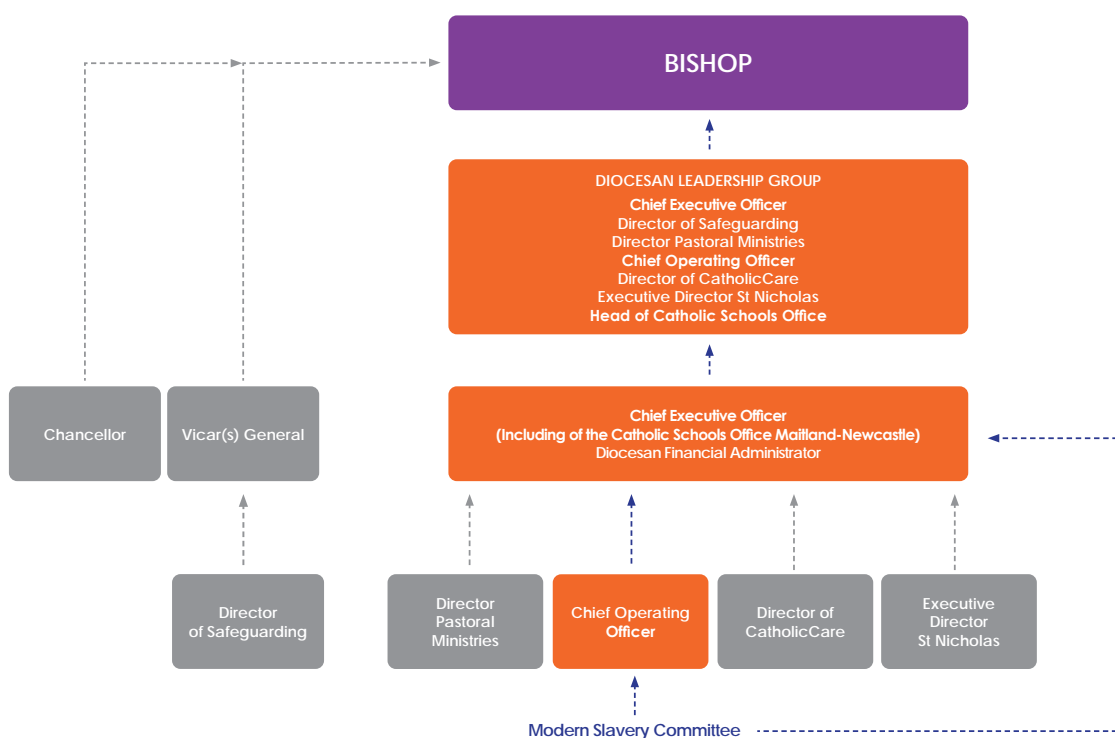 BISHOP
DIOCESAN LEADERSHIP GROUP
Chief Executive Officer
Director of Safeguarding
Director Pastoral Ministries
Chief Operating Officer
Director of CatholicCare
Executive Director St Nicholas
Head of Catholic Schools Office
Chancellor
Vicar(s) General
Chief Executive Officer
(Including of the Catholic Schools Office Maitland-Newcastle)
Diocesan Financial Administrator
Director
of Safeguarding
Director
Pastoral
Ministries
Chief Operating
Officer
Director of
CatholicCare
Executive
Director
St Nicholas
Modern Slavery Committee